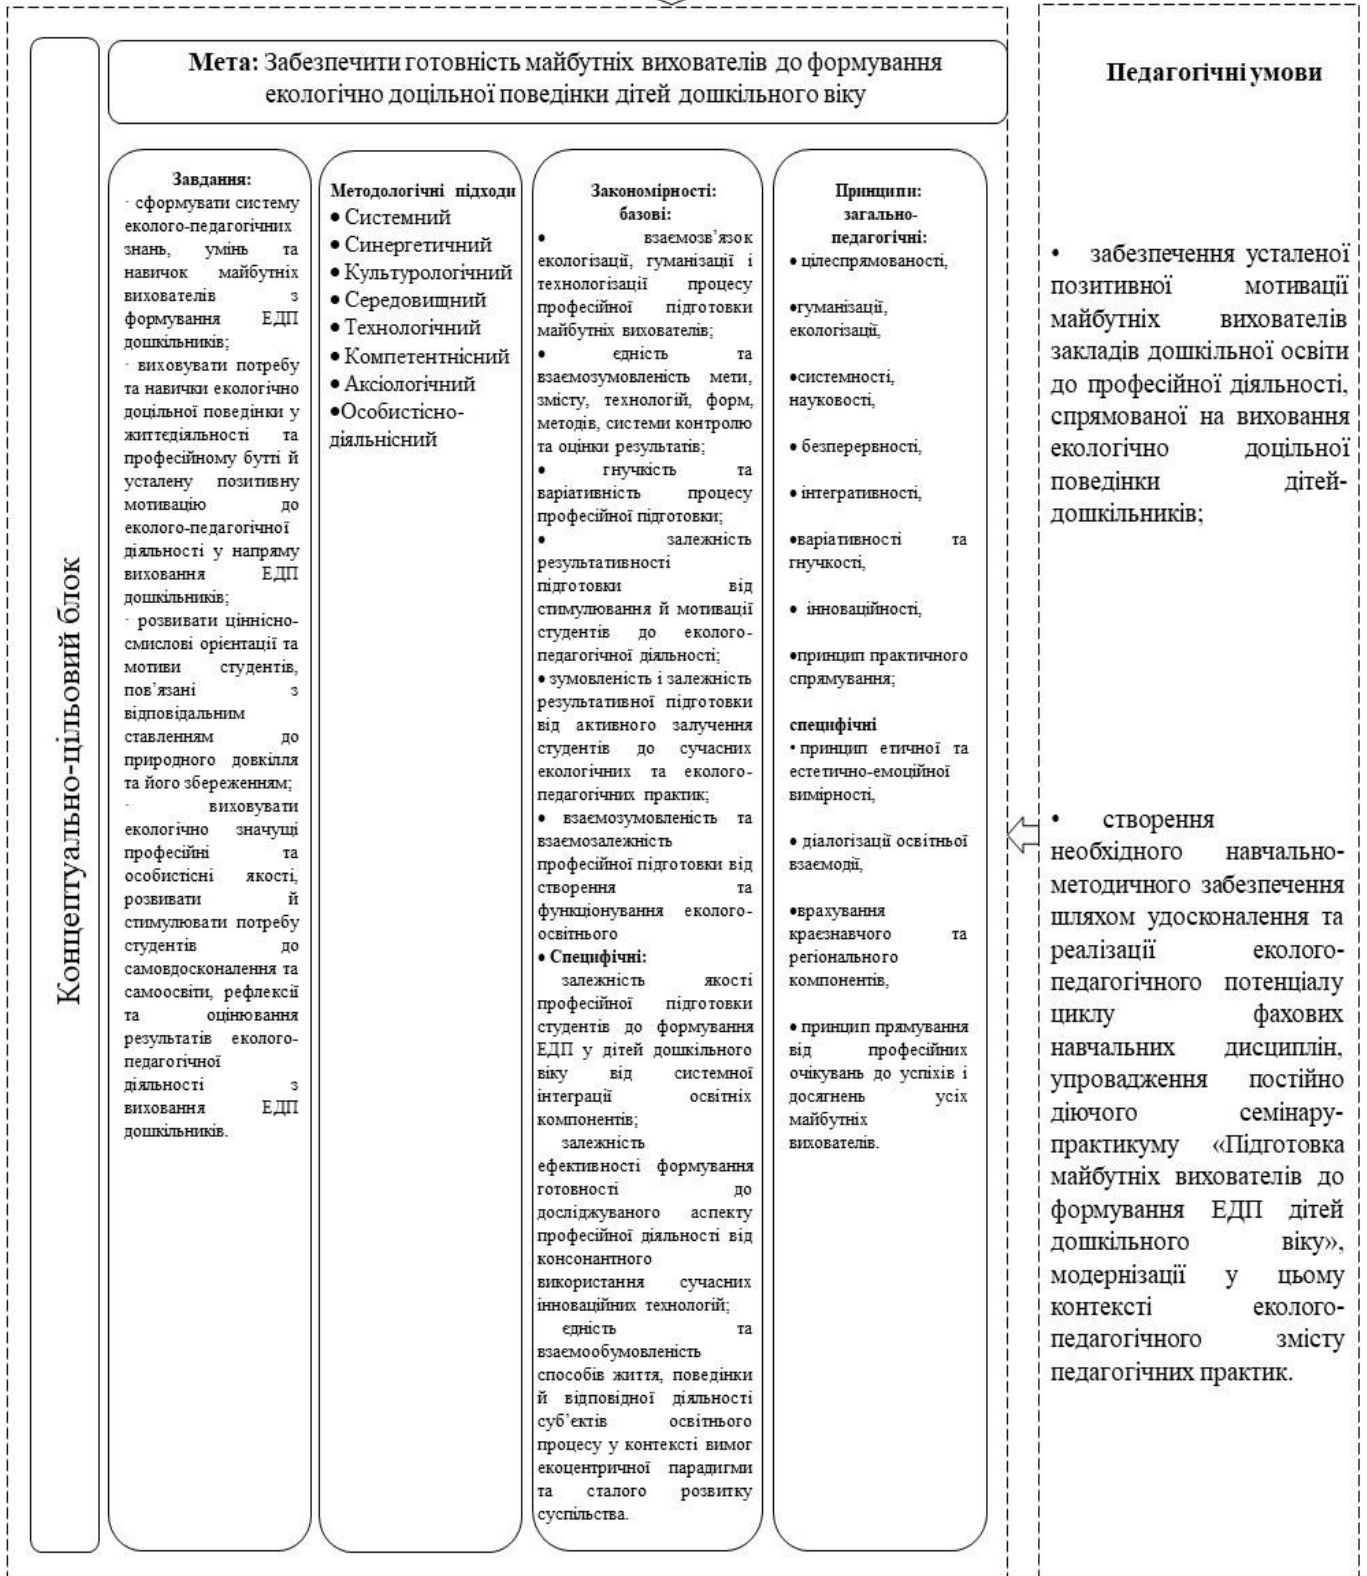 Концептуально-цільовий блок
Мета: Забезпечити готовність майбутніх вихователів до формування
екологічно доцільної поведінки дітей дошкільного віку
Завдання:
· сформувати систему
еколого-педагогічних
знань, умінь та
навичок майбутніх
вихователів з
формування ЕДП
дошкільників;
· виховувати потребу
та навички екологічно
доцільної поведінки у
життєдіяльності та
професійному бутті й
усталену позитивну
мотивацію до
еколого-педагогічної
діяльності у напряму
виховання ЕДП
дошкільників;
· розвивати ціннісно-
смислові орієнтації та
мотиви студентів,
пов’язані з
відповідальним
ставленням до
природного довкілля
та його збереженням;
· виховувати
екологічно значущі
професійні та
особистісні якості,
розвивати й
стимулювати потребу
студентів до
самовдосконалення та
самоосвіти, рефлексії
та оцінювання
результатів еколого-
педагогічної
діяльності з
виховання ЕДП
дошкільників.
Методологічні підходи
• Системний
• Синергетичний
• Культурологічний
• Середовищний
• Технологічний
• Компетентнісний
• Аксіологічний
•Особистісно-
діяльнісний
Закономірності:
базові:
• взаємозв’язок
екологізації, гуманізації і
технологізації процесу
професійної підготовки
майбутніх вихователів;
• єдність та
взаємозумовленість мети,
змісту, технологій, форм,
методів, системи контролю
та оцінки результатів;
• гнучкість та
варіативність процесу
професійної підготовки;
• залежність
результативності
підготовки від
стимулювання й мотивації
студентів до еколого-
педагогічної діяльності;
• зумовленість і залежність
результативної підготовки
від активного залучення
студентів до сучасних
екологічних та еколого-
педагогічних практик;
• взаємозумовленість та
взаємозалежність
професійної підготовки від
створення та
функціонування еколого-
освітнього
• Специфічні:
залежність якості
професійної підготовки
студентів до формування
ЕДП у дітей дошкільного
віку від системної
інтеграції освітніх
компонентів;
залежність
ефективності формування
готовності до
досліджуваного аспекту
професійної діяльності від
консонантного
використання сучасних
інноваційних технологій;
єдність та
взаємообумовленість
способів життя, поведінки
й відповідної діяльності
суб’єктів освітнього
процесу у контексті вимог
екоцентричної парадигми
та сталого розвитку
суспільства.
Принципи:
загально-
педагогічні:
• цілеспрямованості,
•гуманізації,
екологізації,
•системності,
науковості,
• безперервності,
• інтегративності,
•варіативності та
гнучкості,
• інноваційності,
•принцип практичного
спрямування;
специфічні
• принцип етичної та
естетично-емоційної
вимірності,
• діалогізації освітньої
взаємодії,
•врахування
краєзнавчого та
регіонального
компонентів,
• принцип прямування
від професійних
очікувань до успіхів і
досягнень усіх
майбутніх
вихователів.
Педагогічні умови
• забезпечення усталеної
позитивної мотивації
майбутніх вихователів
закладів дошкільної освіти
до професійної діяльності,
спрямованої на виховання
екологічно доцільної
поведінки дітей-
дошкільників;
• створення
необхідного навчально-
методичного забезпечення
шляхом удосконалення та
реалізації еколого-
педагогічного потенціалу
циклу фахових
навчальних дисциплін,
упровадження постійно
діючого семінару-
практикуму «Підготовка
майбутніх вихователів до
формування ЕДП дітей
дошкільного віку»,
модернізації у цьому
контексті еколого-
педагогічного змісту
педагогічних практик.